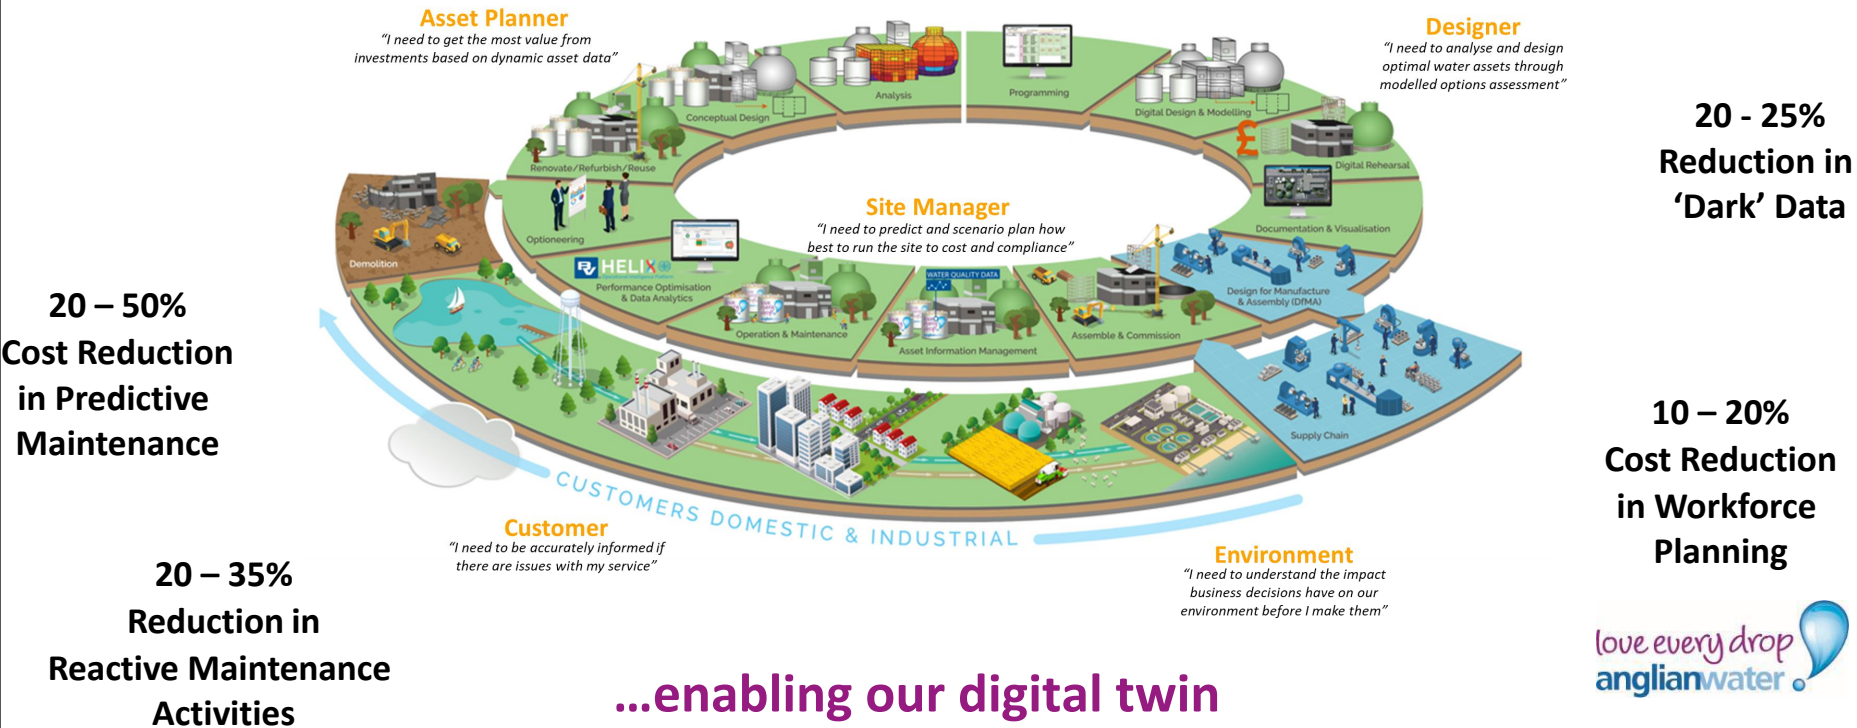 Asset Planner
“I need to get the most value from
investments based on dynamic asset data”
Designer
“I need to analyse and design
optimal water assets through
modelled options assessment”
Analysis
Programming
Conceptual Design
Digital Design & Modelling
£
Renovate/Refurbish/Reuse
Digital Rehearsal
Optioneering
Documentation & Visualisation
Site Manager
“I need to predict and scenario plan how
best to run the site to cost and compliance”
Demolition
HELIX
Performance Optimisation
& Data Analytics
Operation & Maintenance
WATER QUALITY DATA
Asset Information Management
Assemble & Commission
Design for Manufacture
& Assembly (DfMA)
Supply Chain
20 - 25%
Reduction in
‘Dark’ Data
20 – 50%
Cost Reduction
in Predictive
Maintenance
10 – 20%
Cost Reduction
in Workforce
Planning
CUSTOMERS DOMESTIC & INDUSTRIAL
Customer
“I need to be accurately informed if
there are issues with my service”
Environment
“I need to understand the impact
business decisions have on our
environment before I make them”
20 – 35%
Reduction in
Reactive Maintenance
Activities
...enabling our digital twin
love every drop
anglianwater